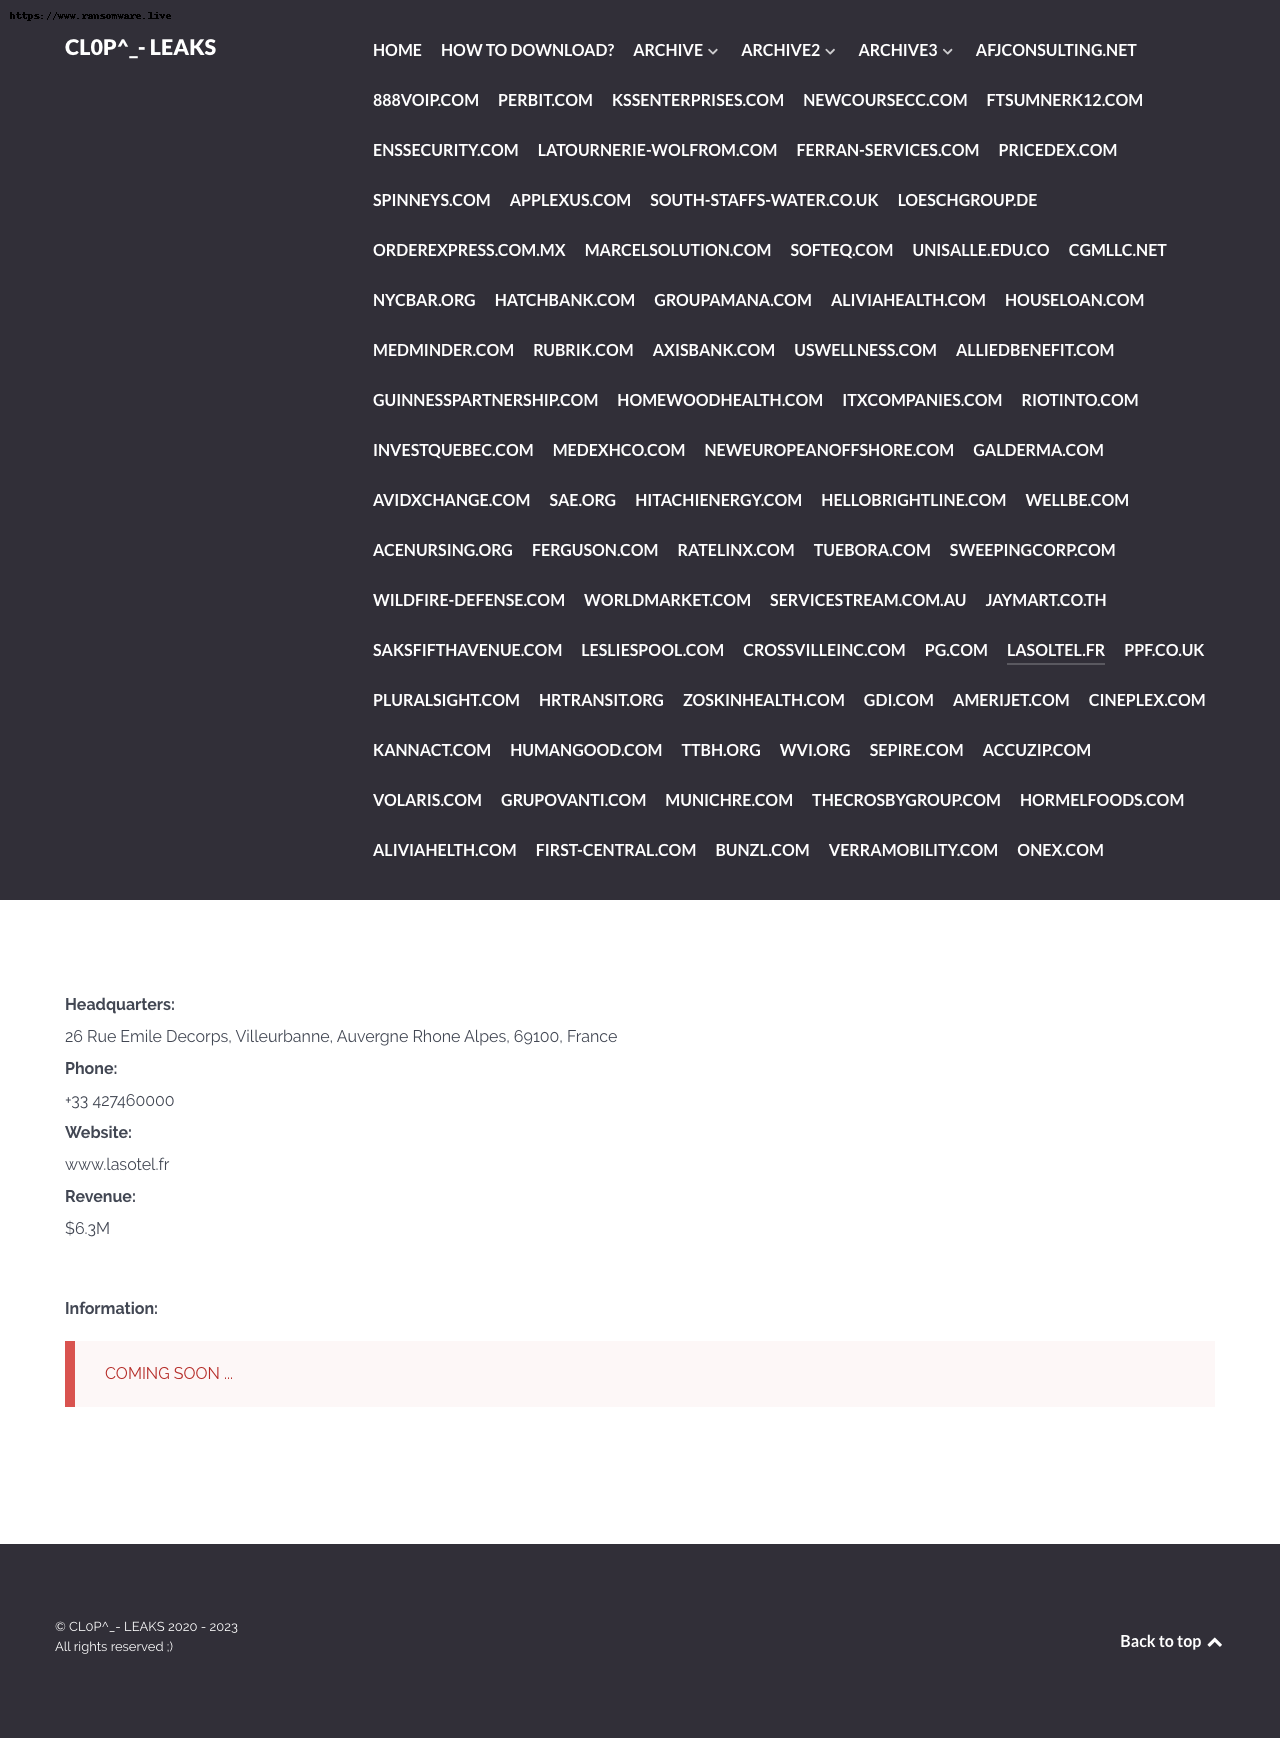 https://www.ransomware.live
CL0P^_- LEAKS
HOME HOW TO DOWNLOAD? ARCHIVE ARCHIVE2 ARCHIVE3 AFJCONSULTING.NET
888VOIP.COM PERBIT.COM KSSENTERPRISES.COM NEWCOURSECC.COM FTSUMNERK12.COM
ENSSECURITY.COM LATOURNERIE-WOLFROM.COM FERRAN-SERVICES.COM PRICEDEX.COM
SPINNEYS.COM APPLEXUS.COM SOUTH-STAFFS-WATER.CO.UK LOESCHGROUP.DE
ORDEREXPRESS.COM.MX MARCELSOLUTION.COM SOFTEQ.COM UNISALLE.EDU.CO CGMLLC.NET
NYCBAR.ORG HATCHBANK.COM GROUPAMANA.COM ALIVIAHEALTH.COM HOUSELOAN.COM
MEDMINDER.COM RUBRIK.COM AXISBANK.COM USWELLNESS.COM ALLIEDBENEFIT.COM
GUINNESSPARTNERSHIP.COM HOMEWOODHEALTH.COM ITXCOMPANIES.COM RIOTINTO.COM
INVESTQUEBEC.COM MEDEXHCO.COM NEWEUROPEANOFFSHORE.COM GALDERMA.COM
AVIDXCHANGE.COM SAE.ORG HITACHIENERGY.COM HELLOBRIGHTLINE.COM WELLBE.COM
ACENURSING.ORG FERGUSON.COM RATELINX.COM TUEBORA.COM SWEEPINGCORP.COM
WILDFIRE-DEFENSE.COM WORLDMARKET.COM SERVICESTREAM.COM.AU JAYMART.CO.TH
SAKSFIFTHAVENUE.COM LESLIESPOOL.COM CROSSVILLEINC.COM PG.COM LASOLTEL.FR PPF.CO.UK
PLURALSIGHT.COM HRTRANSIT.ORG ZOSKINHEALTH.COM GDI.COM AMERIJET.COM CINEPLEX.COM
KANNACT.COM HUMANGOOD.COM TTBH.ORG WVI.ORG SEPIRE.COM ACCUZIP.COM
VOLARIS.COM GRUPOVANTI.COM MUNICHRE.COM THECROSBYGROUP.COM HORMELFOODS.COM
ALIVIAHELTH.COM FIRST-CENTRAL.COM BUNZL.COM VERRAMOBILITY.COM ONEX.COM
Headquarters:
26 Rue Emile Decorps, Villeurbanne, Auvergne Rhone Alpes, 69100, France
Phone:
+33 427460000
Website:
www.lasotel.fr
Revenue:
$6.3M
Information:
COMING SOON ...
© CL0P^_- LEAKS 2020 - 2023
All rights reserved ;)
Back to top